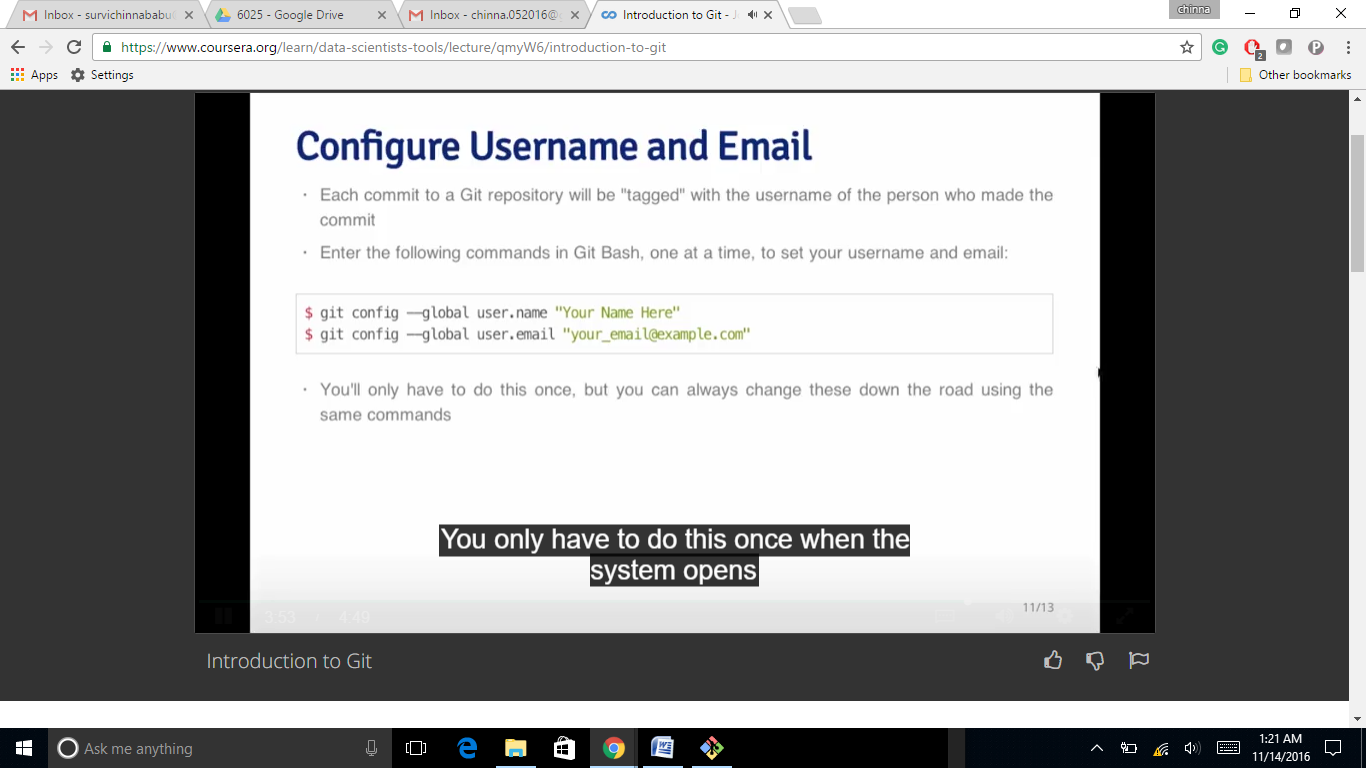 Inbox - survichinnababu
6025 - Google Drive
Inbox - chinna.052016@
Introduction to Git - J
chinna
https://www.coursera.org/learn/data-scientists-tools/lecture/qmyW6/introduction-to-git
2
P
Apps
Settings
Other bookmarks
Configure Username and Email
· Each commit to a Git repository will be "tagged" with the username of the person who made the
commit
· Enter the following commands in Git Bash, one at a time, to set your username and email:
$ git config --global user.name "Your Name Here"
$ git config --global user.email "your_email@example.com"
· You'll only have to do this once, but you can always change these down the road using the
same commands
You only have to do this once when the
system opens
11/13
3:53 / 4:49
Introduction to Git
Ask me anything
1:21 AM
11/14/2016